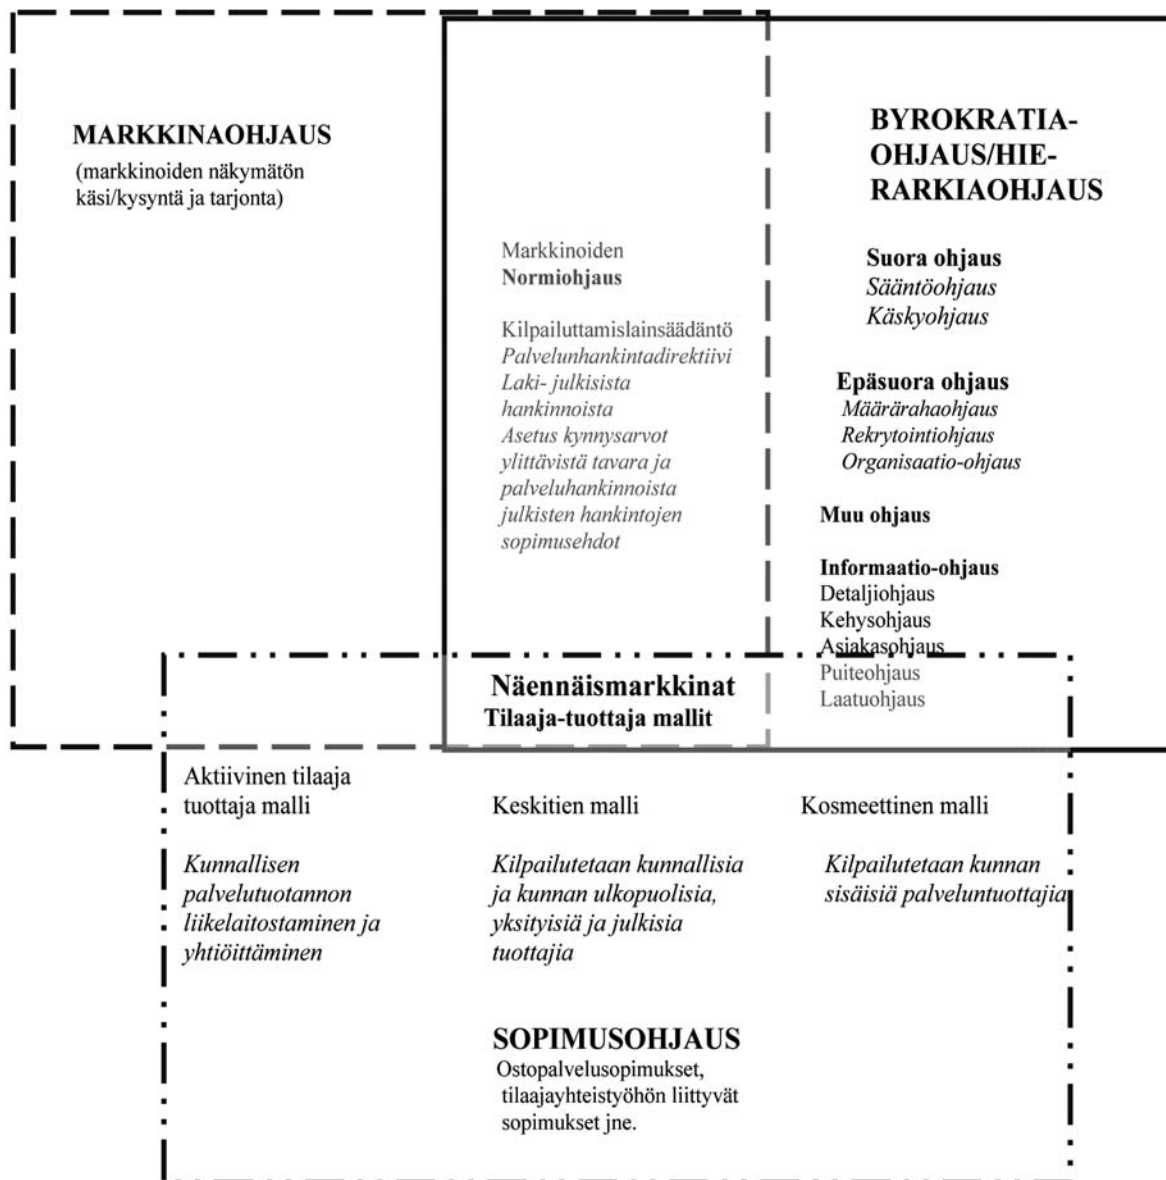 MARKKINAOHJAUS
(markkinoiden näkymätön
käsi/kysyntä ja tarjonta)
Markkinoiden
Normiohjaus
Kilpailuttamislainsäädäntö
Palvelunhankintadirektiivi
Laki- julkisista
hankinnoista
Asetus kynnysarvot
ylittävistä tavara ja
palveluhankinnoista
julkisten hankintojen
sopimusehdot
BYROKRATIA-
OHJAUS/HIE-
RARKIAOHJAUS
Suora ohjaus
Sääntöohjaus
Käskyohjaus
Epäsuora ohjaus
Määrärahaohjaus
Rekrytointiohjaus
Organisaatio-ohjaus
Muu ohjaus
Informaatio-ohjaus
Detaljiohjaus
Kehysohjaus
Asiakasohjaus
Puiteohjaus
Laatuohjaus
Näennäismarkkinat
Tilaaja-tuottaja mallit
Aktiivinen tilaaja
tuottaja malli
Kunnallisen
palvelutuotannon
liikelaitostaminen ja
yhtiöittäminen
Keskitien malli
Kilpailutetaan kunnallisia
ja kunnan ulkopuolisia,
yksityisiä ja julkisia
tuottajia
Kosmeettinen malli
Kilpailutetaan kunnan
sisäisiä palveluntuottajia
SOPIMUSOHJAUS
Ostopalvelusopimukset,
tilaajayhteistyöhön liittyvät
sopimukset jne.